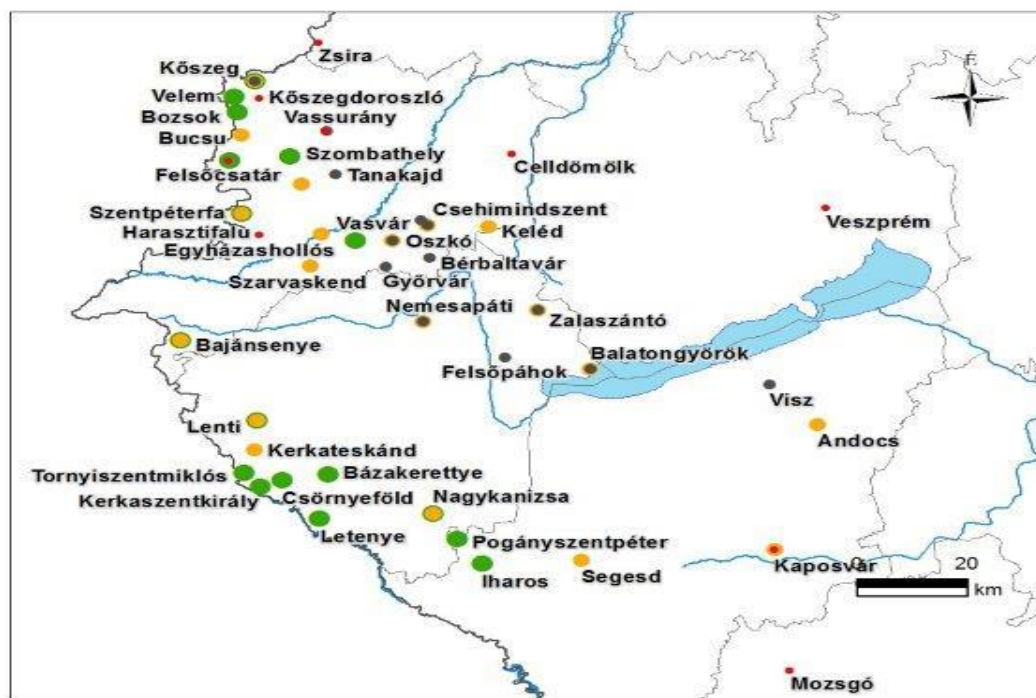 Zsira
É
Kőszeg
Velem
Kőszegdoroszló
Bozsok
Vassurány
Bucsu
Szombathely
Celldömölk
Felsőcsatár
Tanakajd
Szentpéterfa
Vasvár
Csehimindszent
Veszprém
Harasztifalu
Oszkó
Keléd
Egyházashollós
Bérbaltavár
Szarvaskend
Győrvár
Nemesapáti
Zalaszántó
Bajánsenye
Balatongyörök
Felsőpáhok
Visz
Lenti
Andocs
Kerkateskánd
Tornyiszentmiklós
Bázakerettye
Kerkaszentkirály
Csörnyeföld
Nagykanizsa
Letenye
Pogányszentpéter
Iharos
Segesd
Kaposvár
0 20
km
Mozsgó